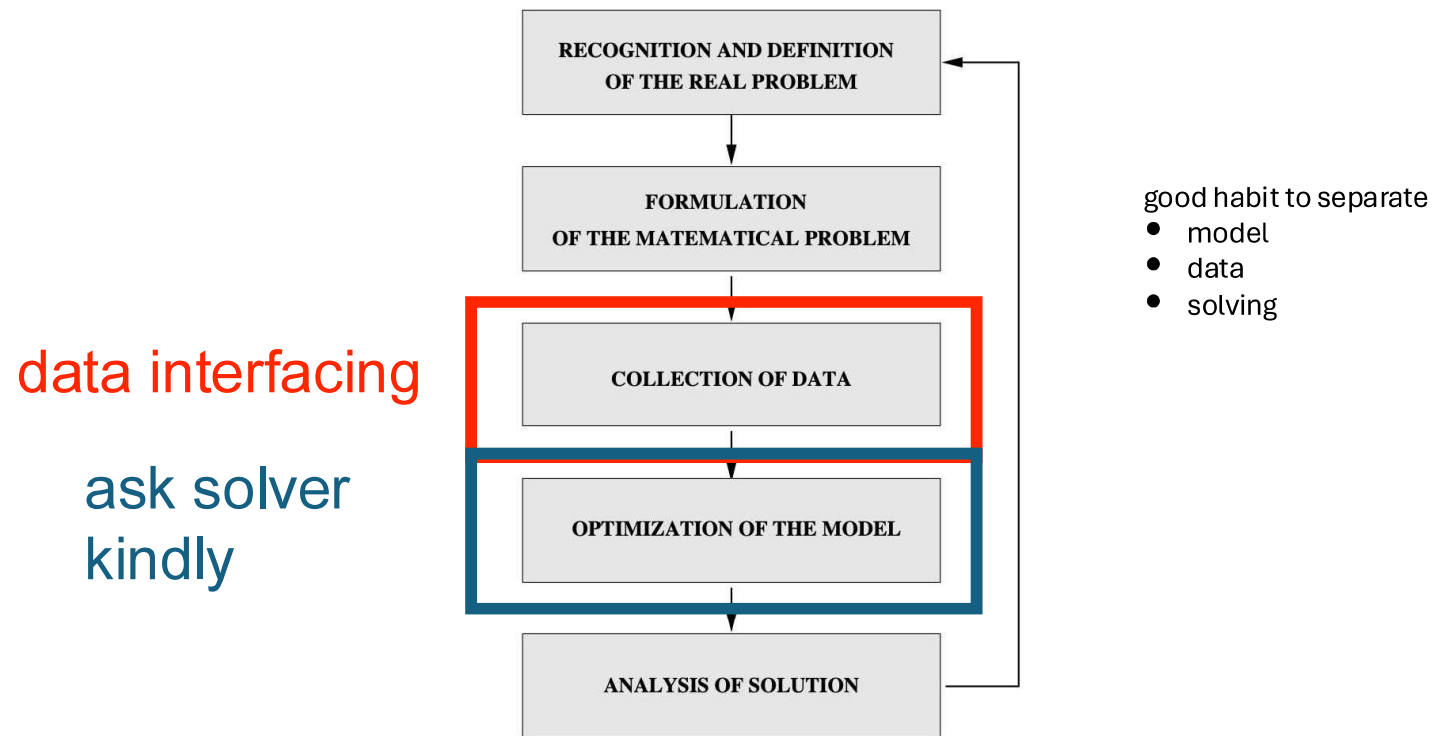 RECOGNITION AND DEFINITION
OF THE REAL PROBLEM
FORMULATION
OF THE MATEMATICAL PROBLEM
good habit to separate
• model
• data
• solving
data interfacing
COLLECTION OF DATA
ask solver
kindly
OPTIMIZATION OF THE MODEL
ANALYSIS OF SOLUTION